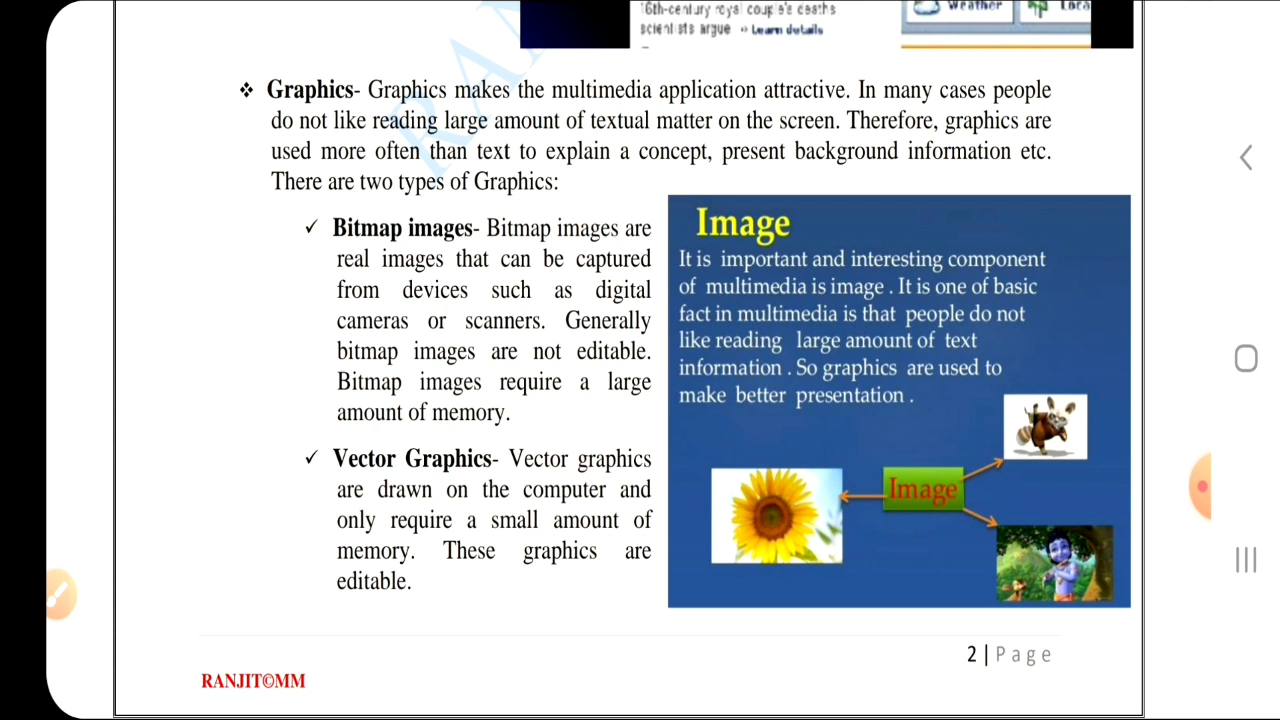 16th-century royal couple's deaths
scientists argue » Learn details
Weather
Loca
RAN
❖ Graphics- Graphics makes the multimedia application attractive. In many cases people
do not like reading large amount of textual matter on the screen. Therefore, graphics are
used more often than text to explain a concept, present background information etc.
There are two types of Graphics:
✓ Bitmap images- Bitmap images are
real images that can be captured
from devices such as digital
cameras or scanners. Generally
bitmap images are not editable.
Bitmap images require a large
amount of memory.
✓ Vector Graphics- Vector graphics
are drawn on the computer and
only require a small amount of
memory. These graphics are
editable.
Image
It is important and interesting component
of multimedia is image . It is one of basic
fact in multimedia is that people do not
like reading large amount of text
information . So graphics are used to
make better presentation .
Image
2 | Page
RANJIT©MM